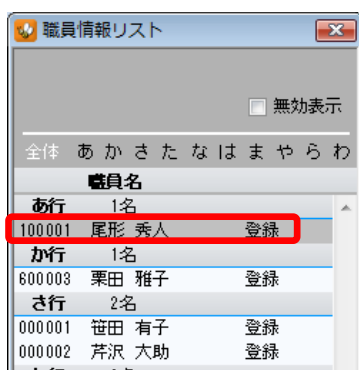 職員情報リスト
無効表示
全体 あ か さ た な は ま や ら わ
職員名
あ行 1名
100001 尾形 秀人 登録
か行 1名
600003 栗田 雅子 登録
さ行 2名
000001 笹田 有子 登録
000002 芹沢 大助 登録